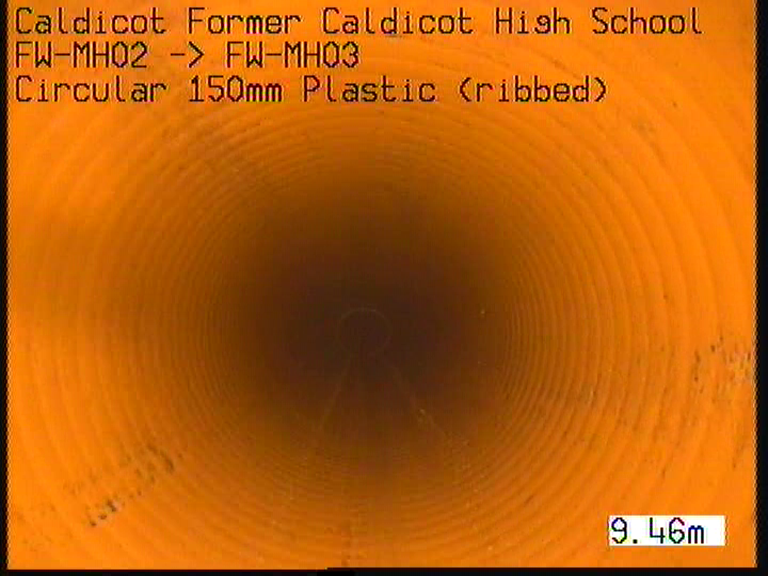 Caldicot Former Caldicot High School
FW-MH02 -> FW-MH03
Circular 150mm Plastic (ribbed)
9.46m